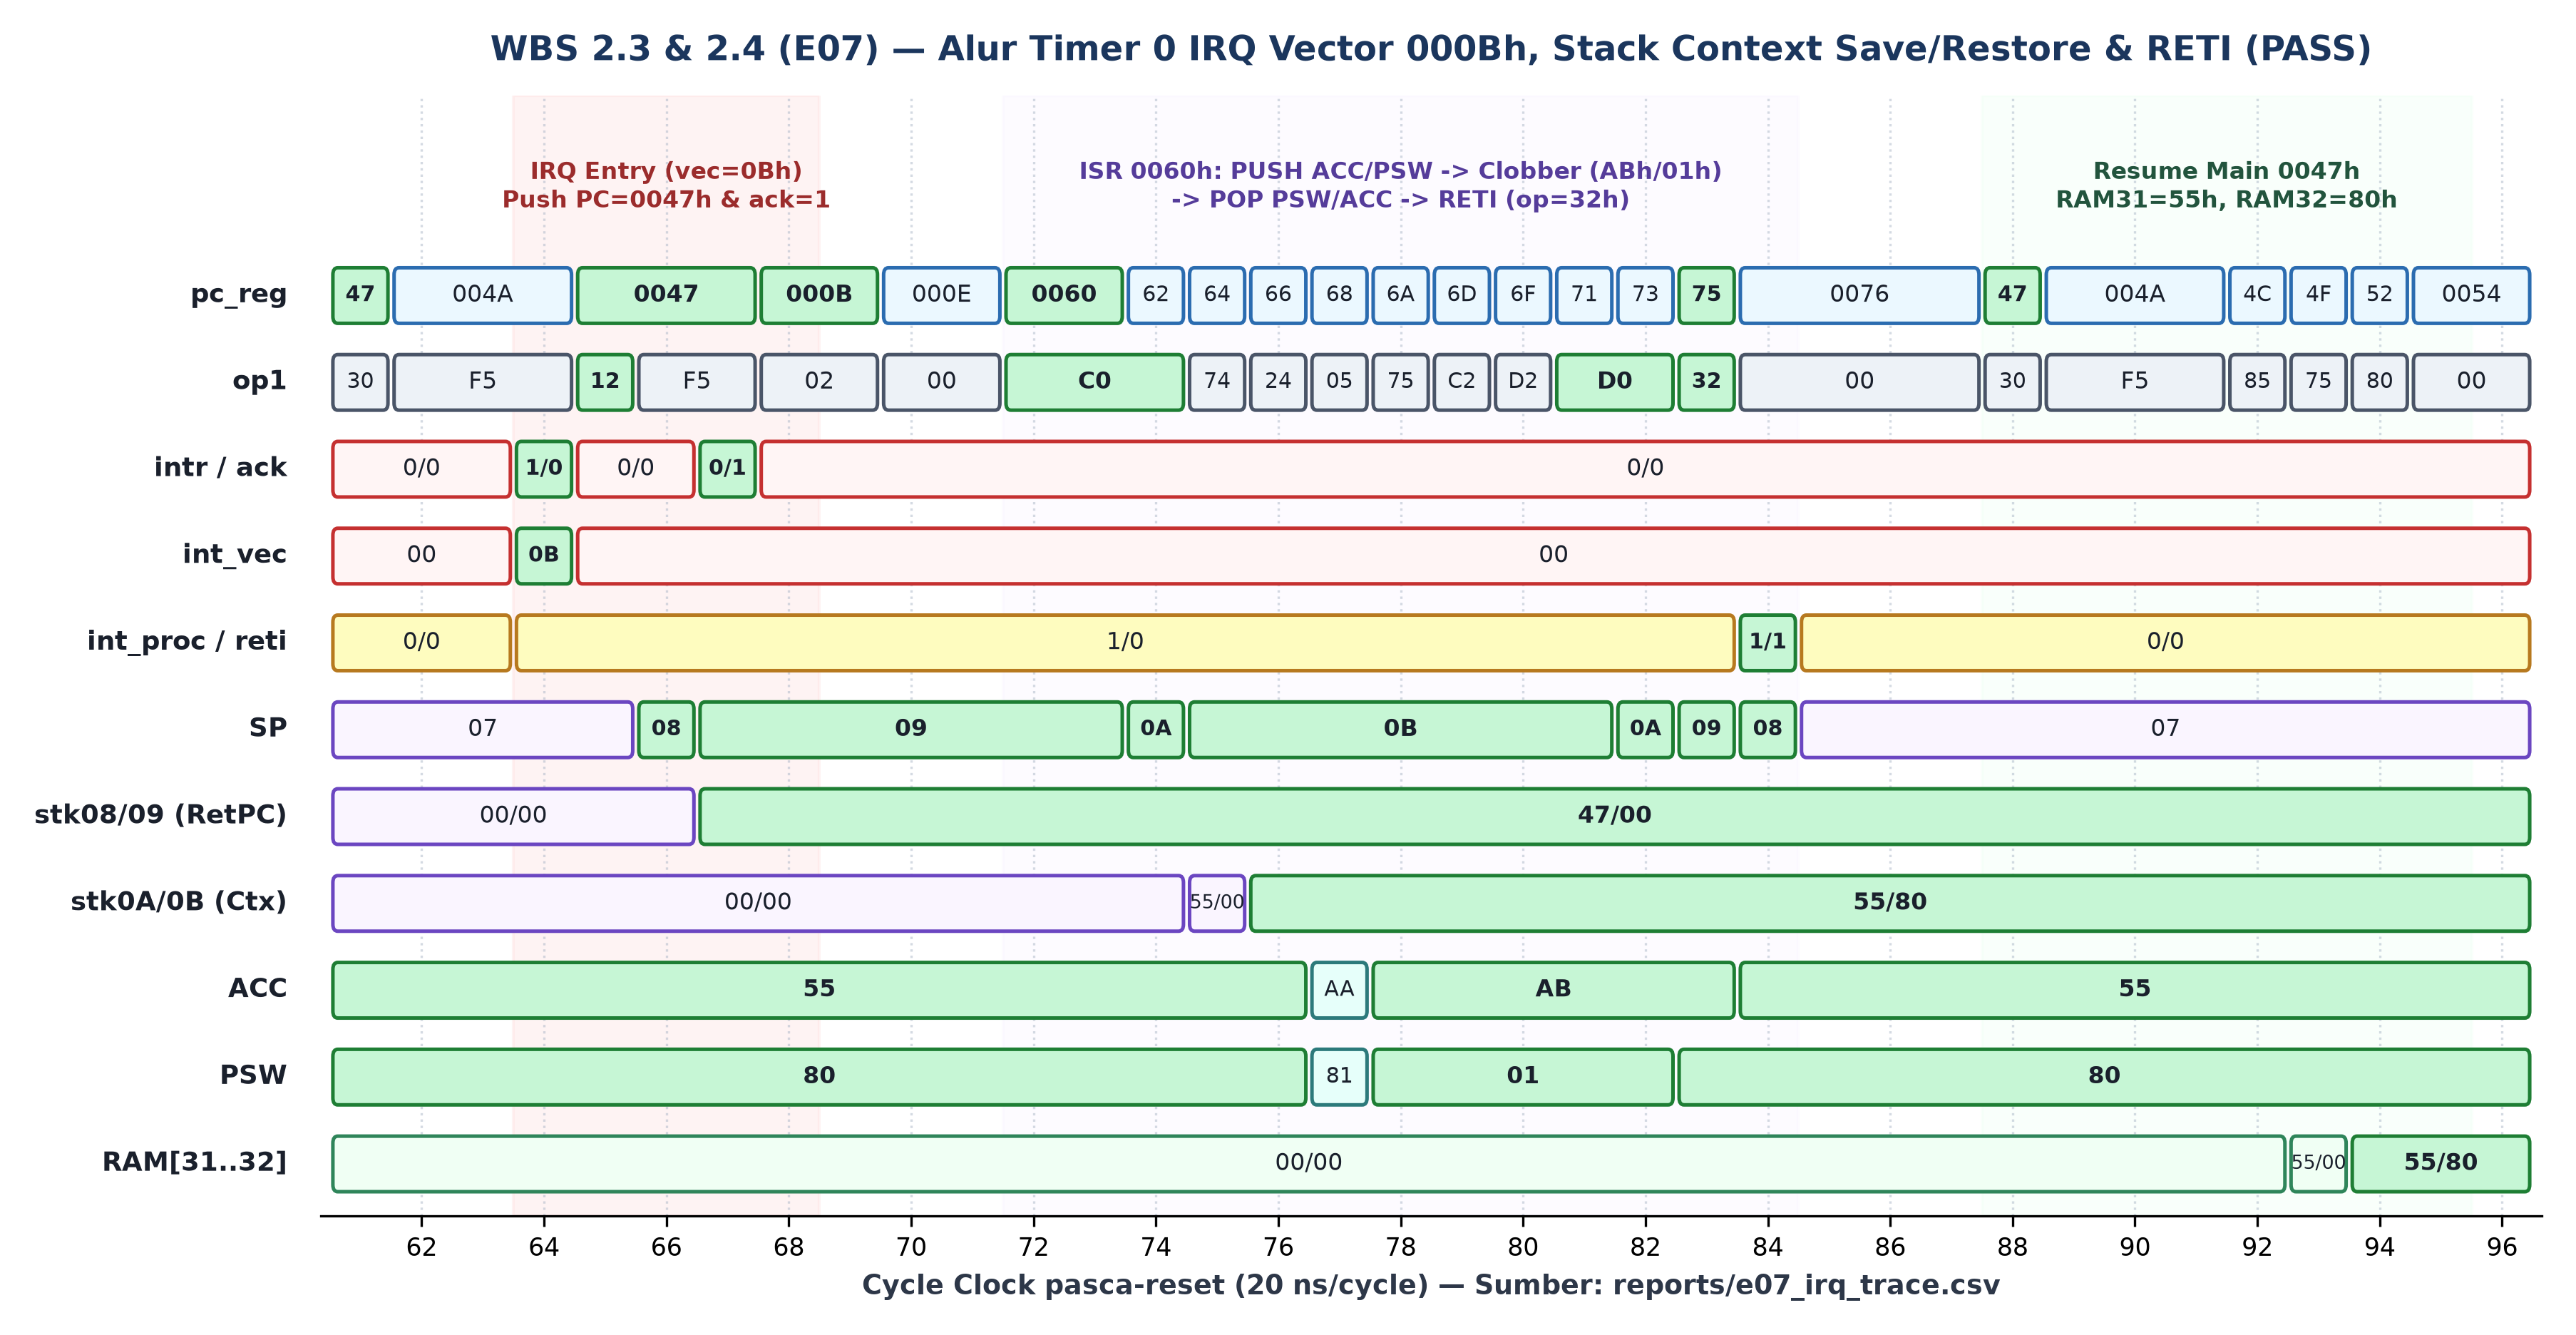 WBS 2.3 & 2.4 (E07) — Alur Timer 0 IRQ Vector 000Bh, Stack Context Save/Restore & RETI (PASS)
IRQ Entry (vec=0Bh)
Push PC=0047h & ack=1
ISR 0060h: PUSH ACC/PSW -> Clobber (ABh/01h)
-> POP PSW/ACC -> RETI (op=32h)
Resume Main 0047h
RAM31=55h, RAM32=80h
pc_reg 47 004A 0047 000B 000E 0060 62 64 66 68 6A 6D 6F 71 73 75 0076 47 004A 4C 4F 52 0054
op1 30 F5 12 F5 02 00 C0 74 24 05 75 C2 D2 D0 32 00 30 F5 85 75 80 00
intr / ack 0/0 1/0 0/0 0/1 0/0
int_vec 00 0B 00
int_proc / reti 0/0 1/0 1/1 0/0
SP 07 08 09 0A 0B 0A 09 08 07
stk08/09 (RetPC) 00/00 47/00
stk0A/0B (Ctx) 00/00 55/00 55/80
ACC 55 AA AB 55
PSW 80 81 01 80
RAM[31..32] 00/00 55/00 55/80
62 64 66 68 70 72 74 76 78 80 82 84 86 88 90 92 94 96
Cycle Clock pasca-reset (20 ns/cycle) — Sumber: reports/e07_irq_trace.csv